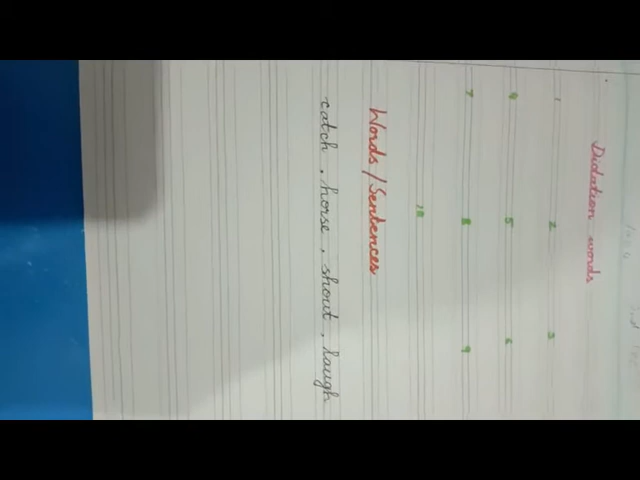 Dictation words
1 2 3
4 5 6
7 8 9
10
Words/Sentences
catch, horse, shout, laugh